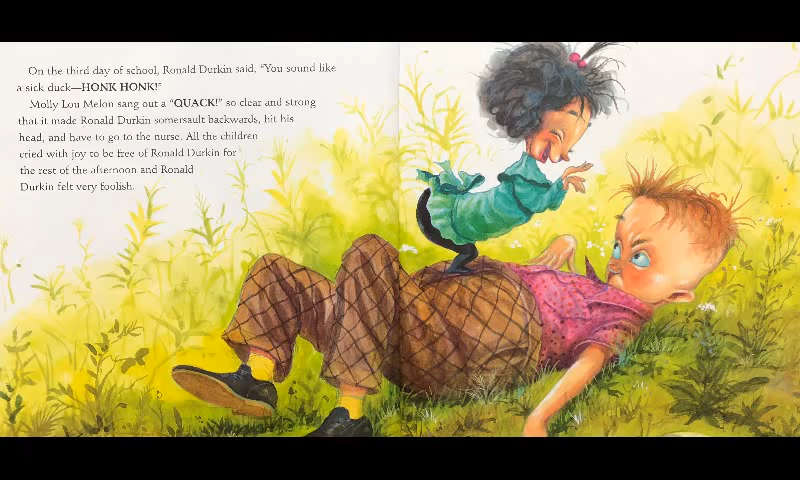 On the third day of school, Ronald Durkin said, "You sound like
a sick duck—HONK HONK!"
Molly Lou Melon sang out a "QUACK!" so clear and strong
that it made Ronald Durkin somersault backwards, hit his
head, and have to go to the nurse. All the children
cried with joy to be free of Ronald Durkin for
the rest of the afternoon and Ronald
Durkin felt very foolish.